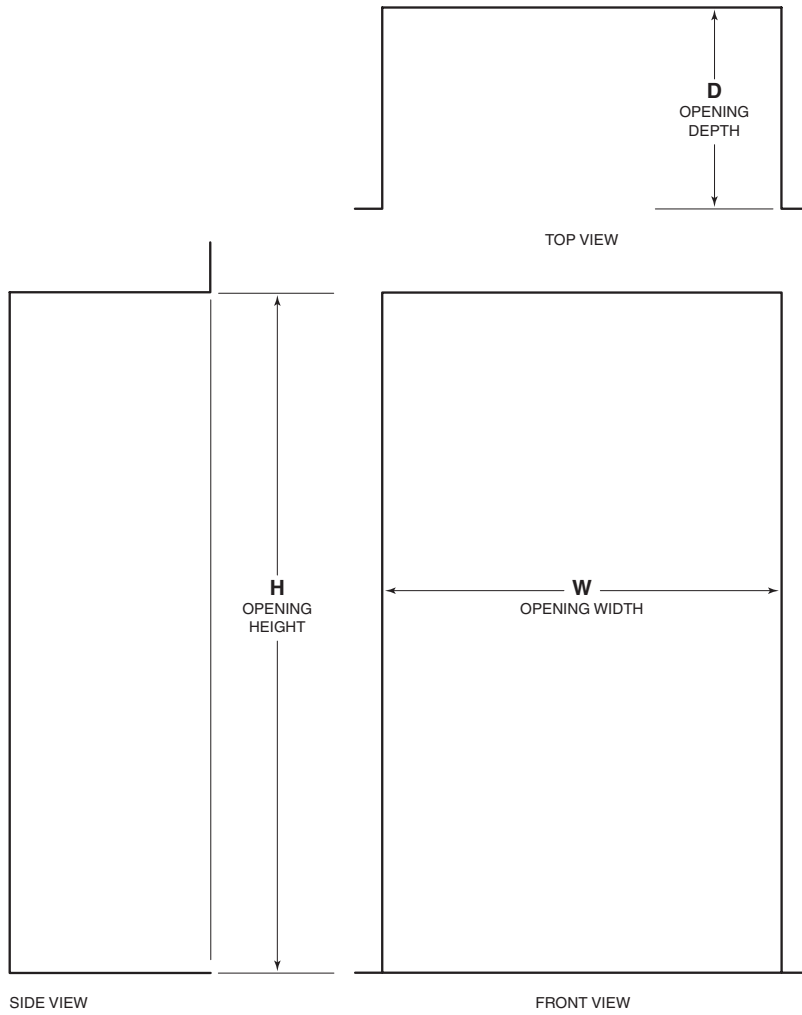 D
OPENING
DEPTH
TOP VIEW
H
OPENING
HEIGHT
W
OPENING WIDTH
SIDE VIEW
FRONT VIEW